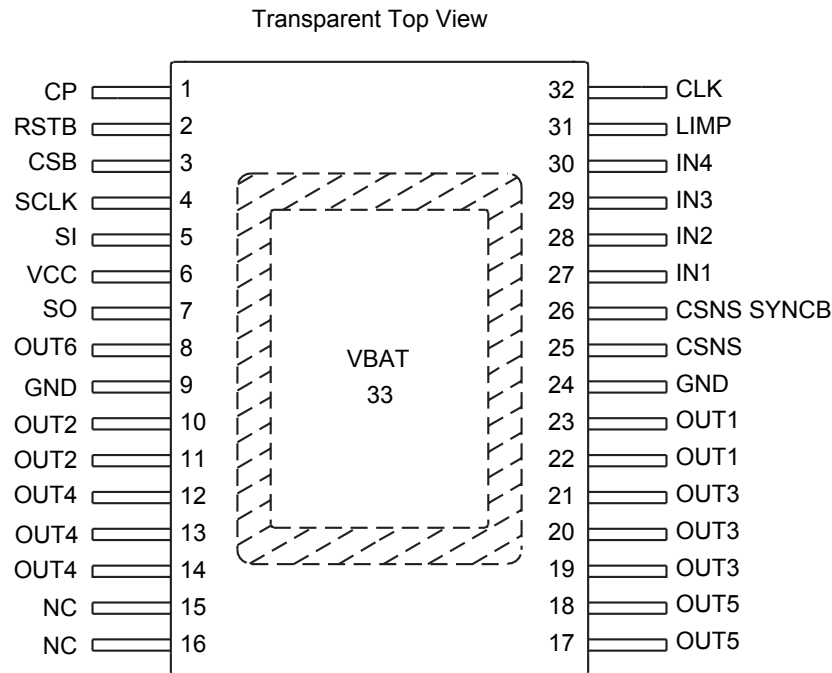 Transparent Top View
CP 1 32 CLK
RSTB 2 31 LIMP
CSB 3 30 IN4
SCLK 4 29 IN3
SI 5 28 IN2
VCC 6 27 IN1
SO 7 26 CSNS SYNCB
OUT6 8 25 CSNS
VBAT
33
GND 9 24 GND
OUT2 10 23 OUT1
OUT2 11 22 OUT1
OUT4 12 21 OUT3
OUT4 13 20 OUT3
OUT4 14 19 OUT3
NC 15 18 OUT5
NC 16 17 OUT5